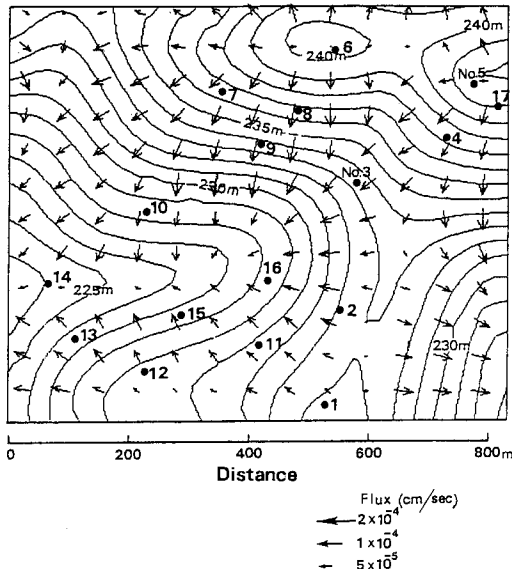 240m
6
240m
No.5
17
7
8
4
235m
9
No.3
230m
10
14
225m
16
15
2
13
11
230m
12
1
0 200 400 600 800m
Distance
Flux (cm/sec)
2 x 10⁻⁴
1 x 10⁻⁴
5 x 10⁻⁵